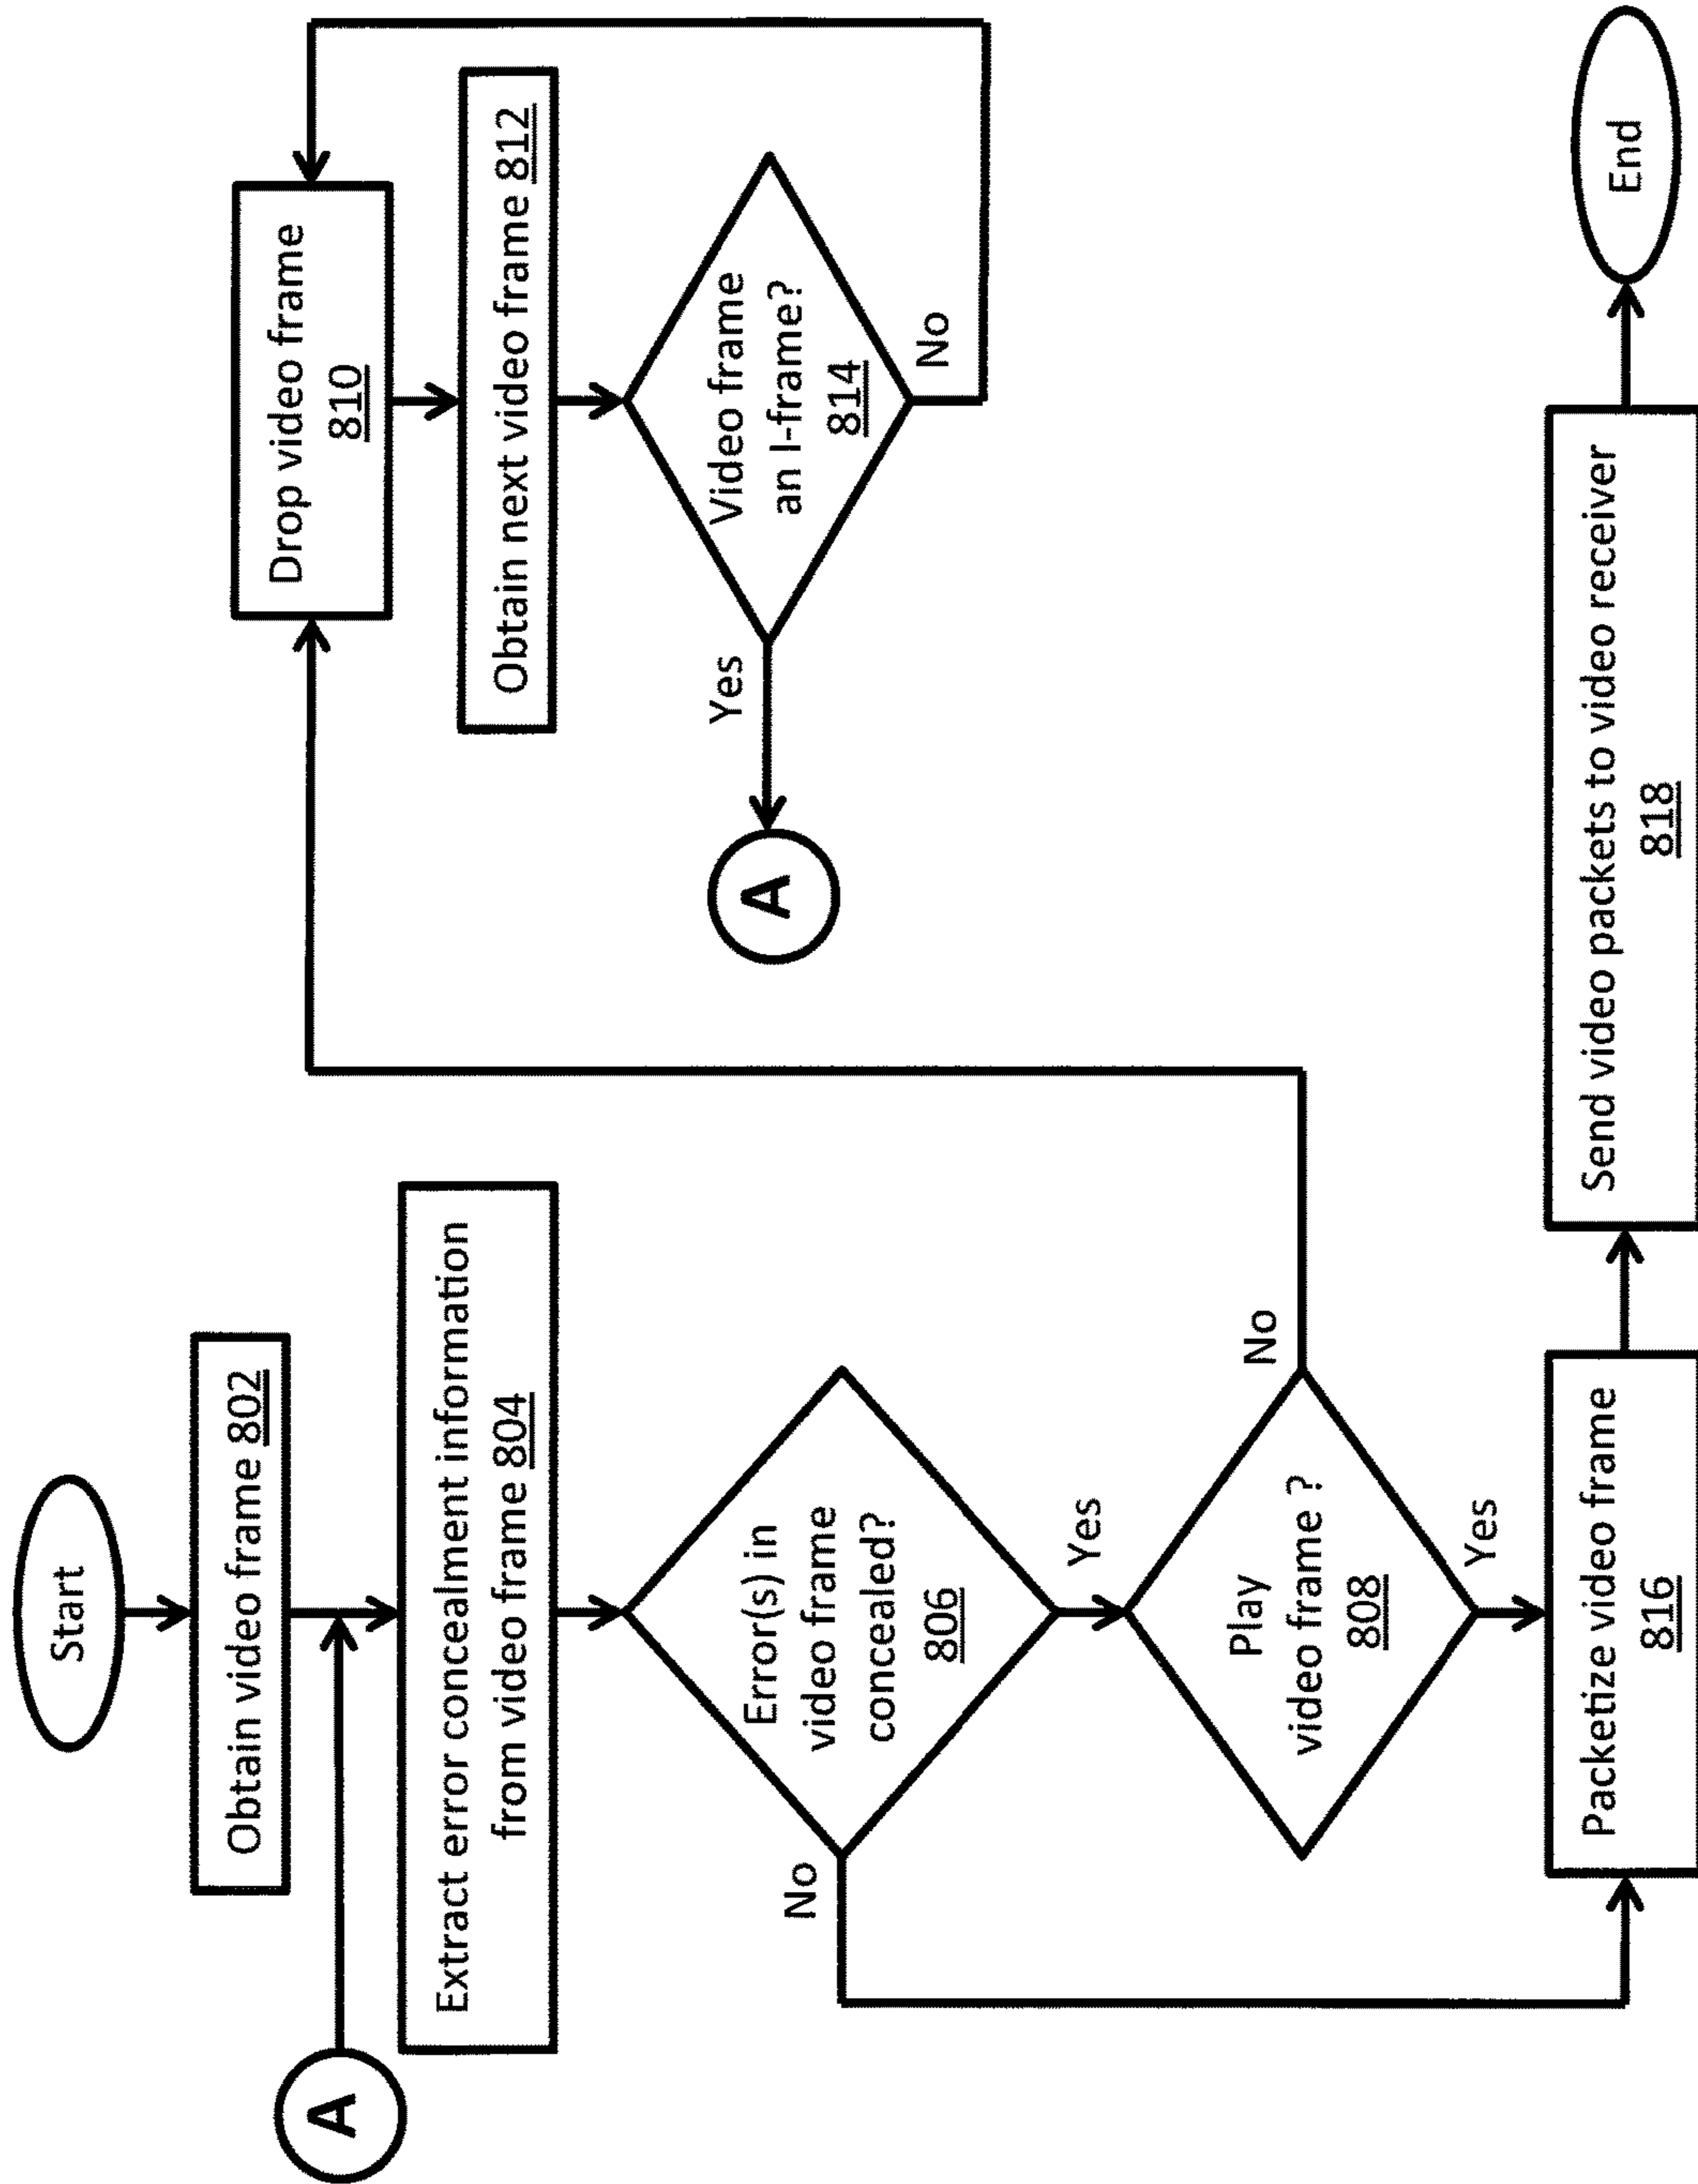 Start
Obtain video frame 802
A
Extract error concealment information
from video frame 804
Error(s) in
video frame
concealed?
806
No
Yes
Play
video frame ?
808
No
Yes
Drop video frame
810
Obtain next video frame 812
Video frame
an I-frame?
814
Yes
No
A
Packetize video frame
816
Send video packets to video receiver
818
End